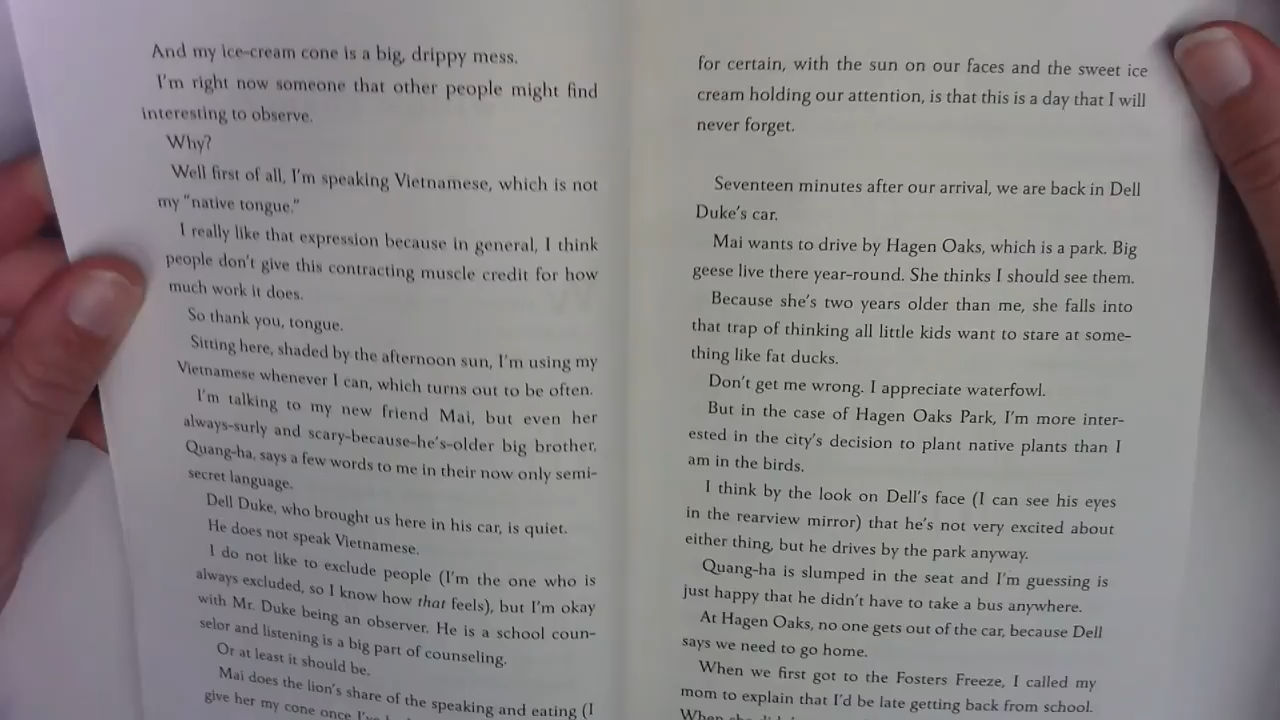 And my ice-cream cone is a big, drippy mess.
I'm right now someone that other people might find
interesting to observe.
Why?
Well first of all, I'm speaking Vietnamese, which is not
my “native tongue.”
I really like that expression because in general, I think
people don't give this contracting muscle credit for how
much work it does.
So thank you, tongue.
Sitting here, shaded by the afternoon sun, I'm using my
Vietnamese whenever I can, which turns out to be often.
I'm talking to my new friend Mai, but even her
always-surly and scary-because-he's-older big brother,
Quang-ha, says a few words to me in their now only semi-
secret language.
Dell Duke, who brought us here in his car, is quiet.
He does not speak Vietnamese.
I do not like to exclude people (I'm the one who is
always excluded, so I know how that feels), but I'm okay
with Mr. Duke being an observer. He is a school coun-
selor and listening is a big part of counseling.
Or at least it should be.
Mai does the lion's share of the speaking and eating (I
give her my cone once I've
for certain, with the sun on our faces and the sweet ice
cream holding our attention, is that this is a day that I will
never forget.
Seventeen minutes after our arrival, we are back in Dell
Duke's car.
Mai wants to drive by Hagen Oaks, which is a park. Big
geese live there year-round. She thinks I should see them.
Because she's two years older than me, she falls into
that trap of thinking all little kids want to stare at some-
thing like fat ducks.
Don't get me wrong. I appreciate waterfowl.
But in the case of Hagen Oaks Park, I'm more inter-
ested in the city's decision to plant native plants than I
am in the birds.
I think by the look on Dell's face (I can see his eyes
in the rearview mirror) that he's not very excited about
either thing, but he drives by the park anyway.
Quang-ha is slumped in the seat and I'm guessing is
just happy that he didn't have to take a bus anywhere.
At Hagen Oaks, no one gets out of the car, because Dell
says we need to go home.
When we first got to the Fosters Freeze, I called my
mom to explain that I'd be late getting back from school.
When she